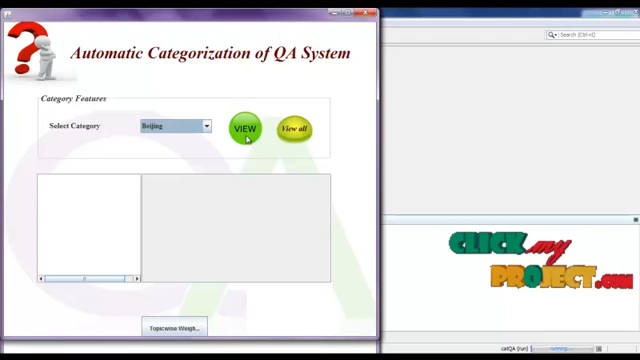 Automatic Categorization of QA System
Category Features
Select Category
Beijing
VIEW
View all
Topicwise Weigh...
Search (Ctrl+I)
CLICK my
PROJECT.com
catQA (run)
running...